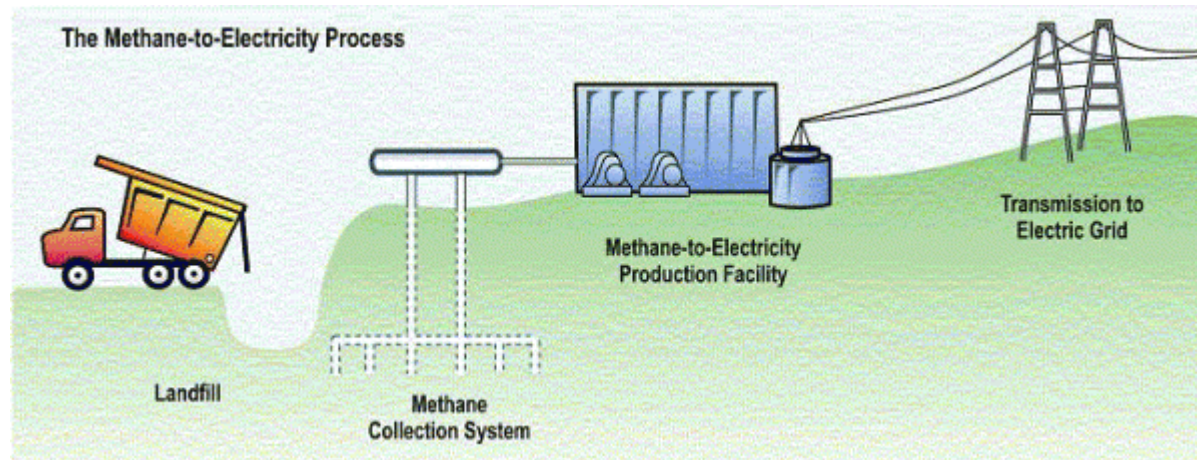 The Methane-to-Electricity Process
Landfill
Methane
Collection System
Methane-to-Electricity
Production Facility
Transmission to
Electric Grid